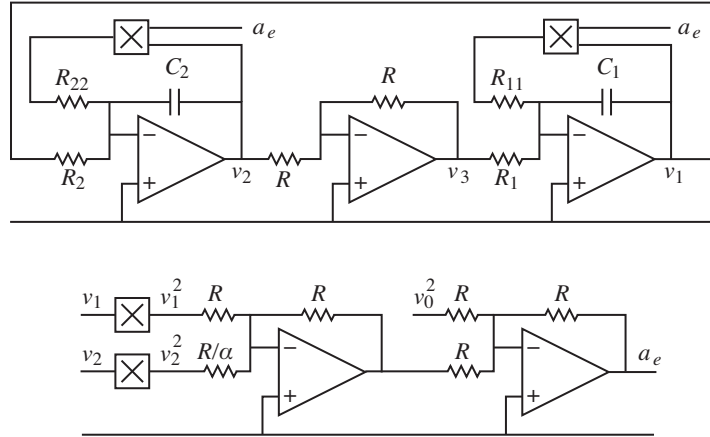 a_e a_e
R_22 C_2 R R_11 C_1
− − −
R_2 + v_2 R + v_3 R_1 + v_1
v_1 v_1^2 R R v_0^2 R R
v_2 v_2^2 R/α − R − a_e
+ +